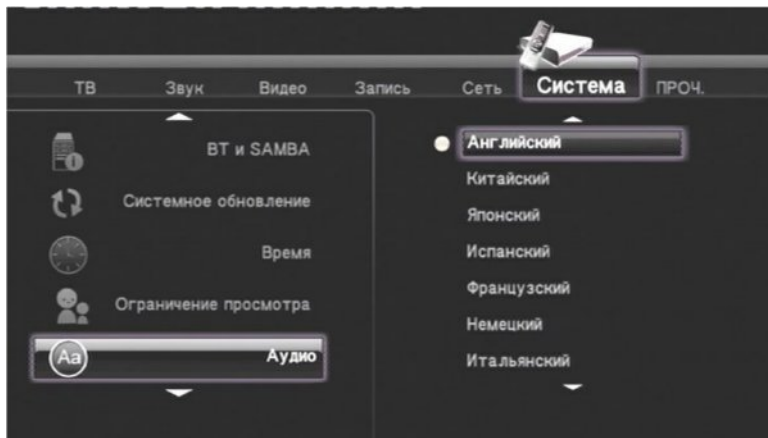 ТВ Звук Видео Запись Сеть Система ПРОЧ.
BT и SAMBA
Системное обновление
Время
Ограничение просмотра
Aa Аудио
Английский
Китайский
Японский
Испанский
Французский
Немецкий
Итальянский